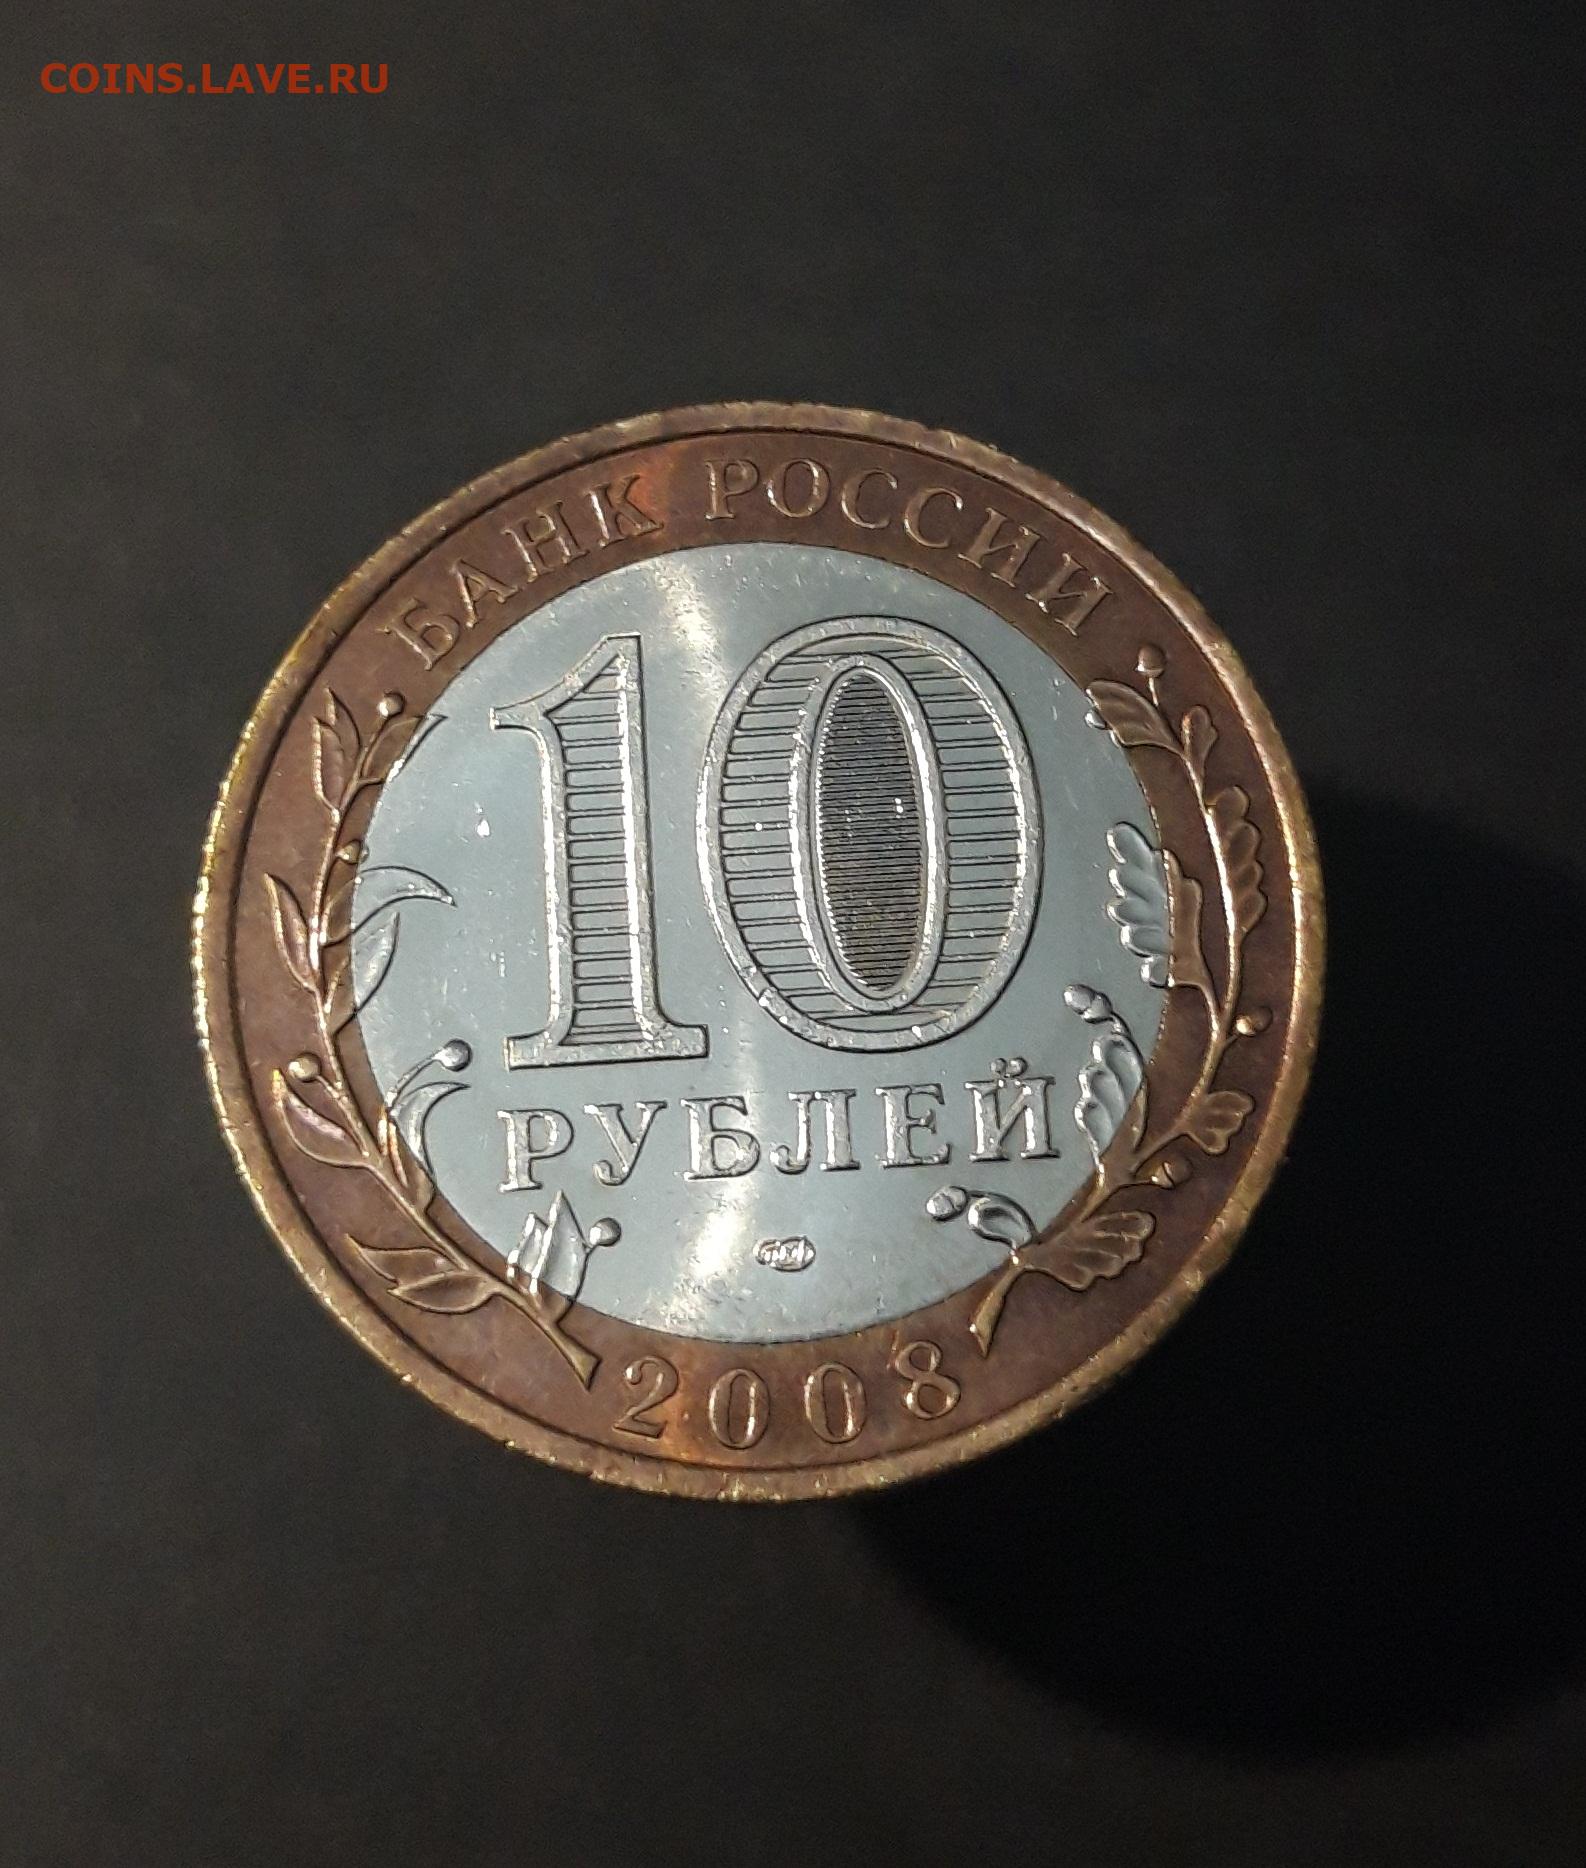 COINS.LAVE.RU
БАНК РОССИИ
10
РУБЛЕЙ
2008